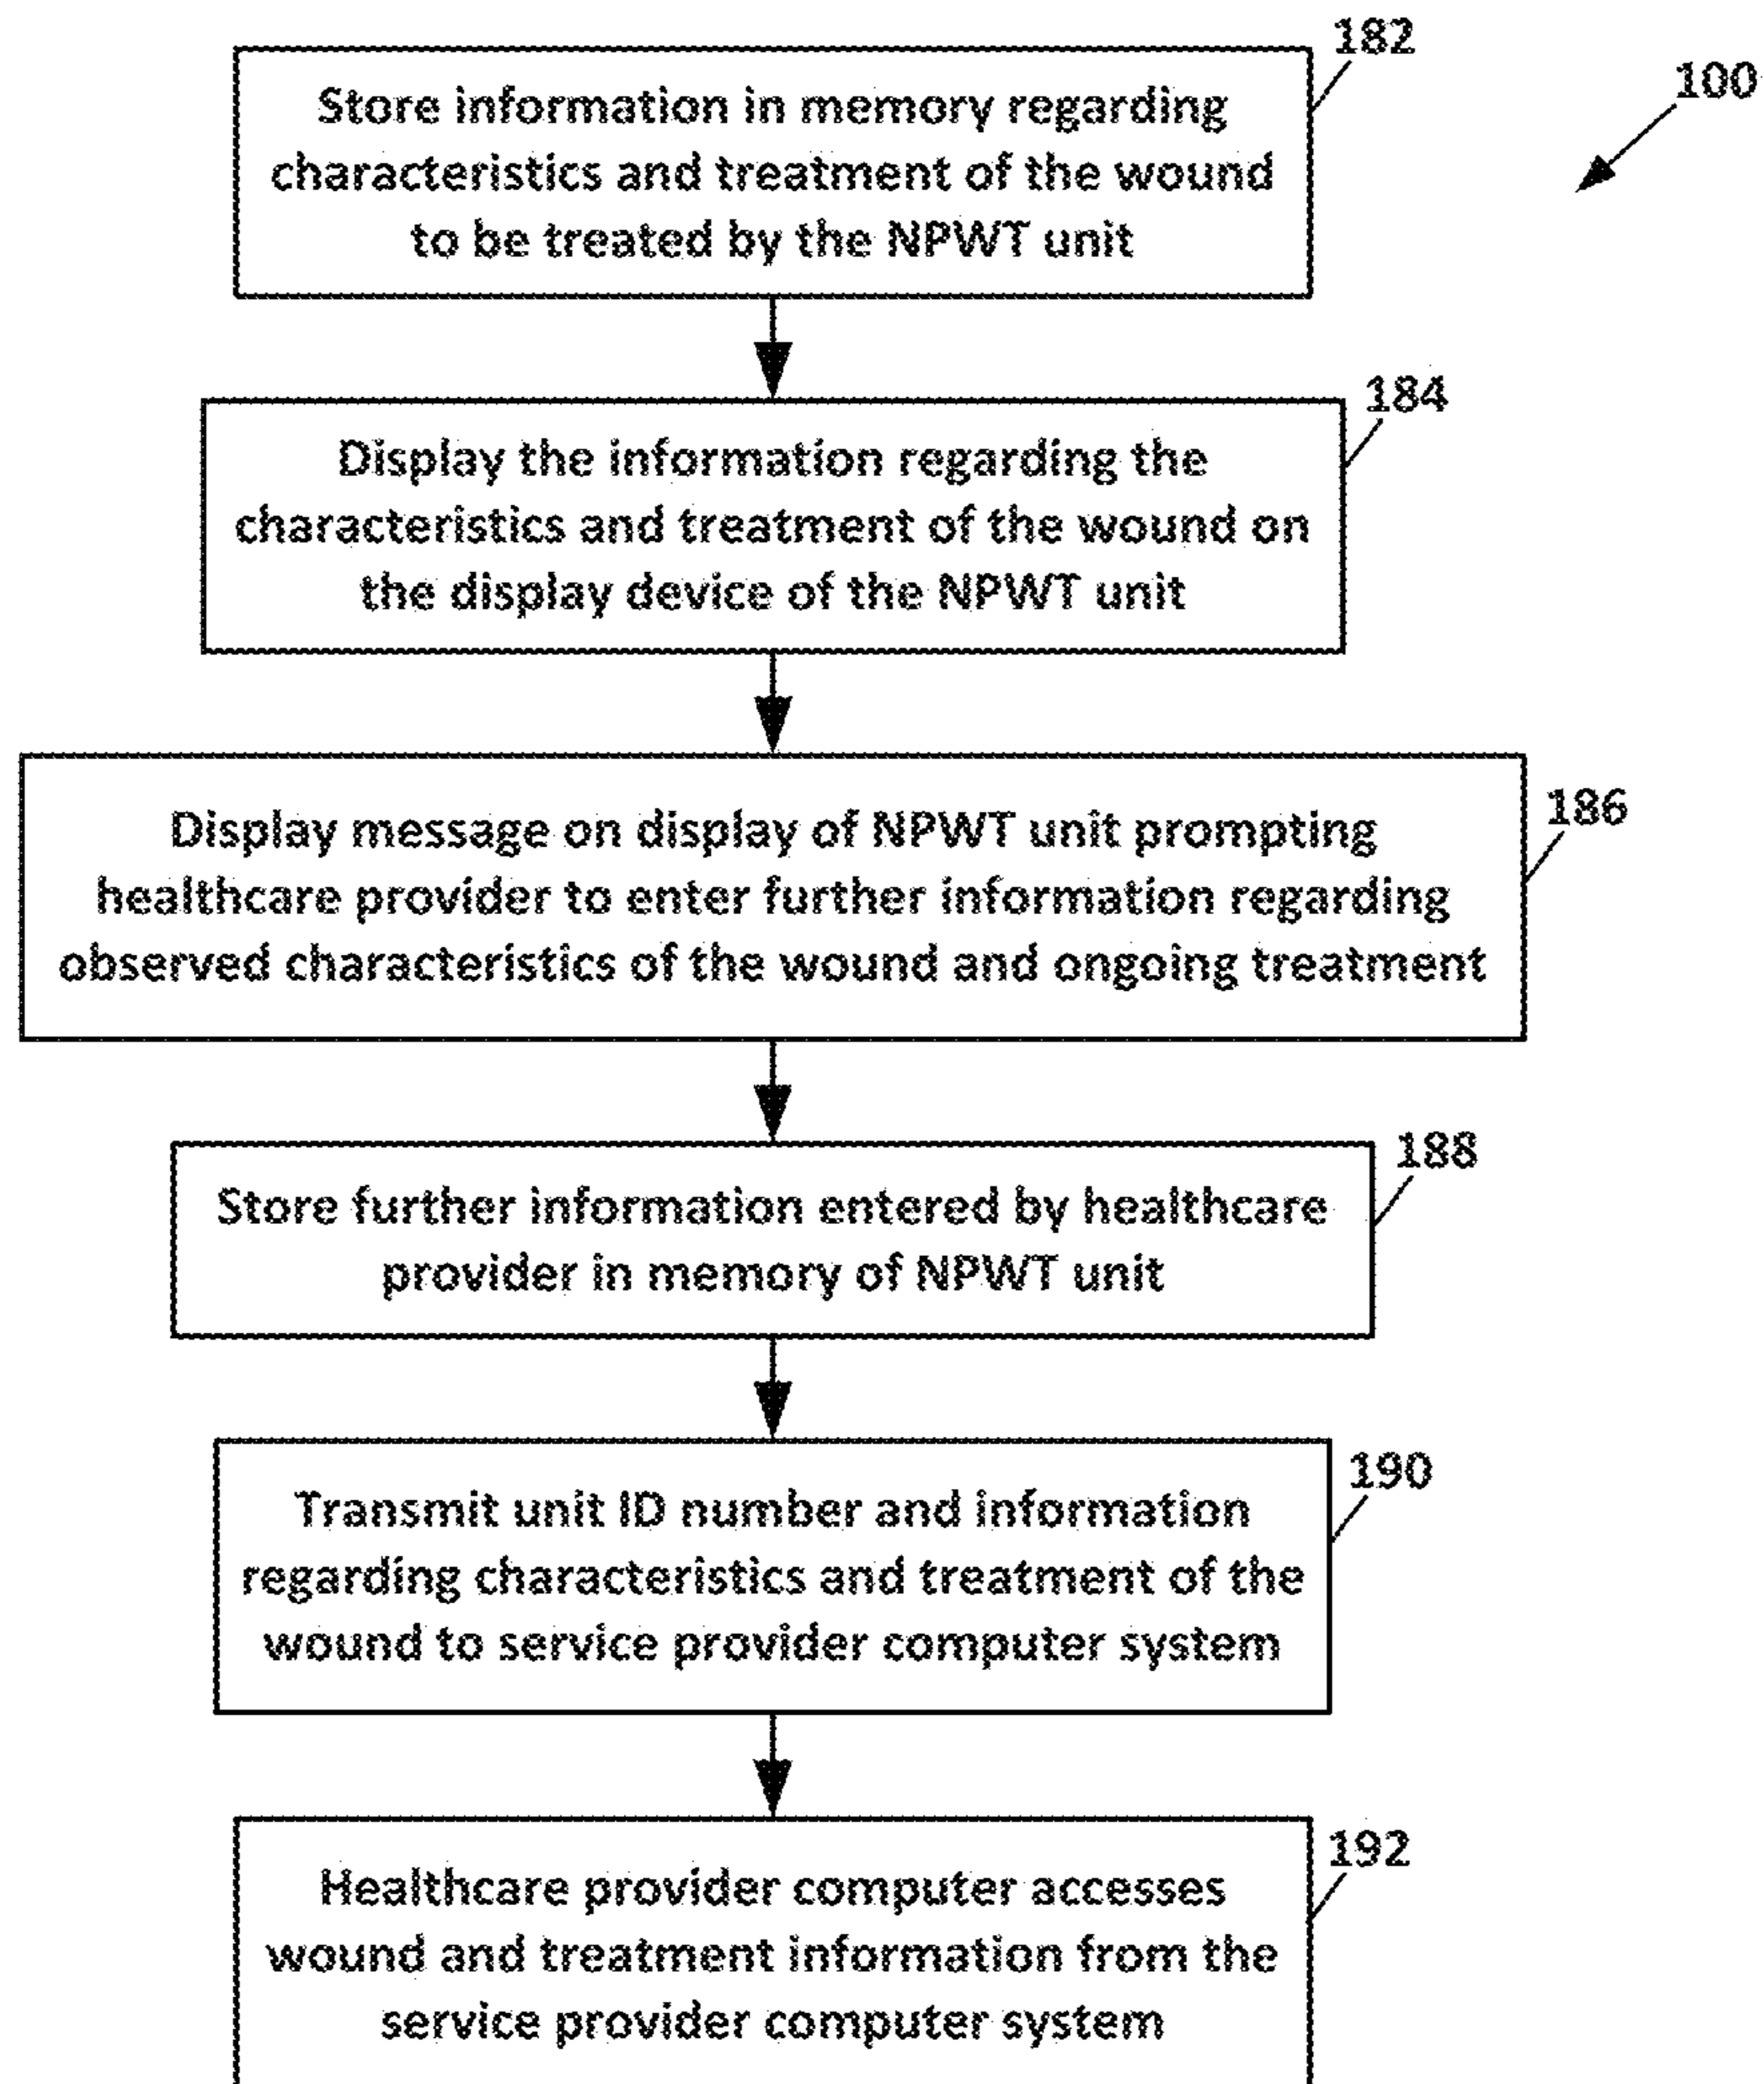 182
100
Store information in memory regarding
characteristics and treatment of the wound
to be treated by the NPWT unit
184
Display the information regarding the
characteristics and treatment of the wound on
the display device of the NPWT unit
186
Display message on display of NPWT unit prompting
healthcare provider to enter further information regarding
observed characteristics of the wound and ongoing treatment
188
Store further information entered by healthcare
provider in memory of NPWT unit
190
Transmit unit ID number and information
regarding characteristics and treatment of the
wound to service provider computer system
192
Healthcare provider computer accesses
wound and treatment information from the
service provider computer system